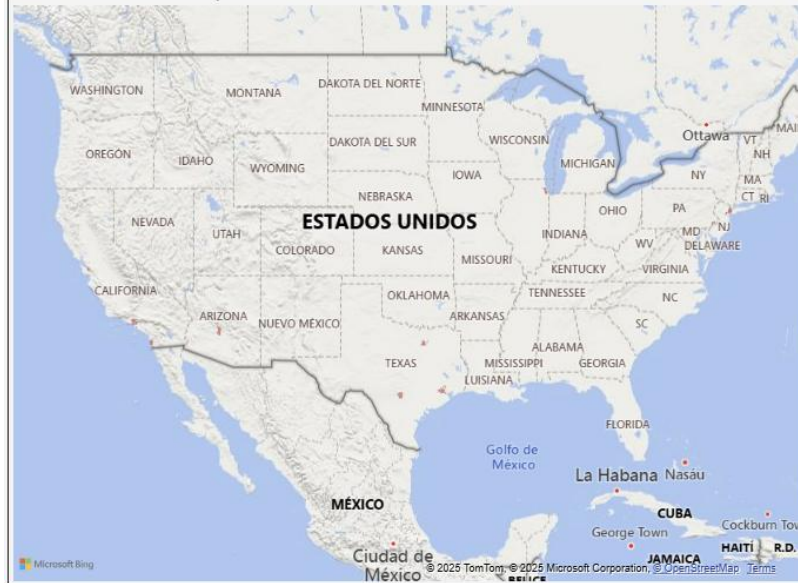 WASHINGTON
MONTANA
DAKOTA DEL NORTE
MINNESOTA
Ottawa
MAI
VT
NH
OREGÓN
IDAHO
WYOMING
DAKOTA DEL SUR
WISCONSIN
MICHIGAN
NY
MA
CT RI
IOWA
NEBRASKA
NEVADA
UTAH
ESTADOS UNIDOS
OHIO
PA
NJ
MD
DELAWARE
COLORADO
KANSAS
MISSOURI
INDIANA
WV
VIRGINIA
KENTUCKY
CALIFORNIA
ARIZONA
NUEVO MÉXICO
OKLAHOMA
ARKANSAS
TENNESSEE
NC
SC
TEXAS
MISSISSIPPI
ALABAMA
GEORGIA
LUISIANA
FLORIDA
Golfo de
México
La Habana
Nasáu
MÉXICO
CUBA
George Town
Cockburn Tow
Ciudad de
México
JAMAICA
HAITÍ
R.D.
BELICE
Microsoft Bing
© 2025 TomTom, © 2025 Microsoft Corporation, © OpenStreetMap Terms